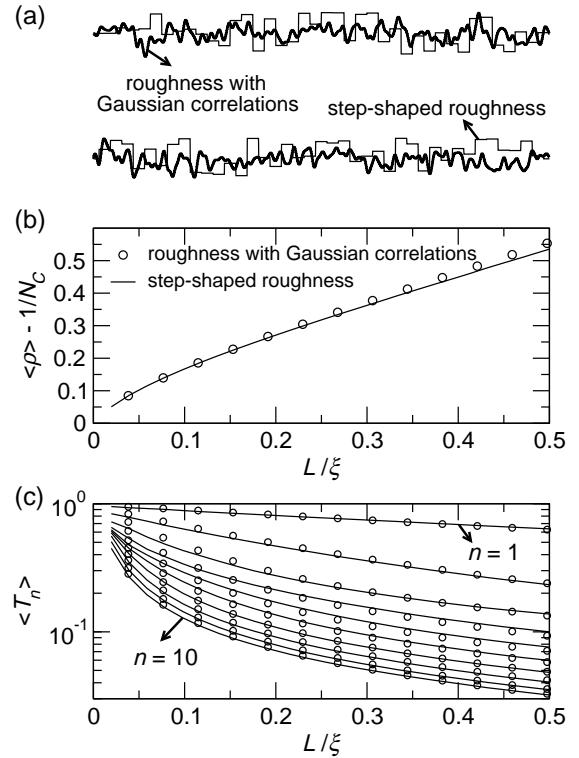 (a)
roughness with
Gaussian correlations
step-shaped roughness
(b)
<ρ> - 1/N_C
0.5
0.4
0.3
0.2
0.1
0
roughness with Gaussian correlations
step-shaped roughness
0 0.1 0.2 0.3 0.4 0.5
L/ξ
(c)
<T_n>
10^0
10^-1
n = 1
n = 10
0 0.1 0.2 0.3 0.4 0.5
L/ξ